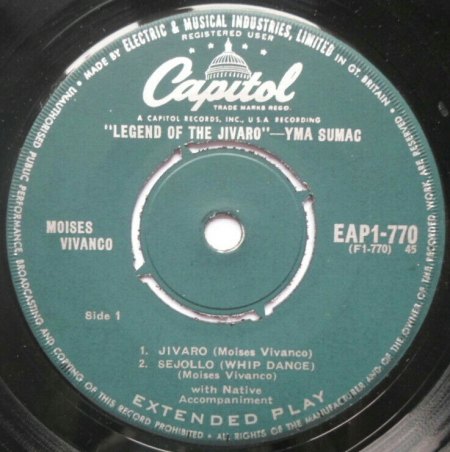 MADE BY ELECTRIC & MUSICAL INDUSTRIES, LIMITED IN GT. BRITAIN
REGISTERED USER
Capitol
TRADE MARKS REGD.
A CAPITOL RECORDS, INC., U S A RECORDING
"LEGEND OF THE JIVARO"—YMA SUMAC
MOISES
VIVANCO
EAP1-770
(F1-770) 45
Side 1
1. JIVARO (Moises Vivanco)
2. SEJOLLO (WHIP DANCE)
(Moises Vivanco)
with Native
Accompaniment
EXTENDED PLAY
ALL RIGHTS OF THE MANUFACTURER AND OF THE OWNER OF THE RECORDED WORK ARE RESERVED
UNAUTHORISED PUBLIC PERFORMANCE, BROADCASTING AND COPYING OF THIS RECORD PROHIBITED